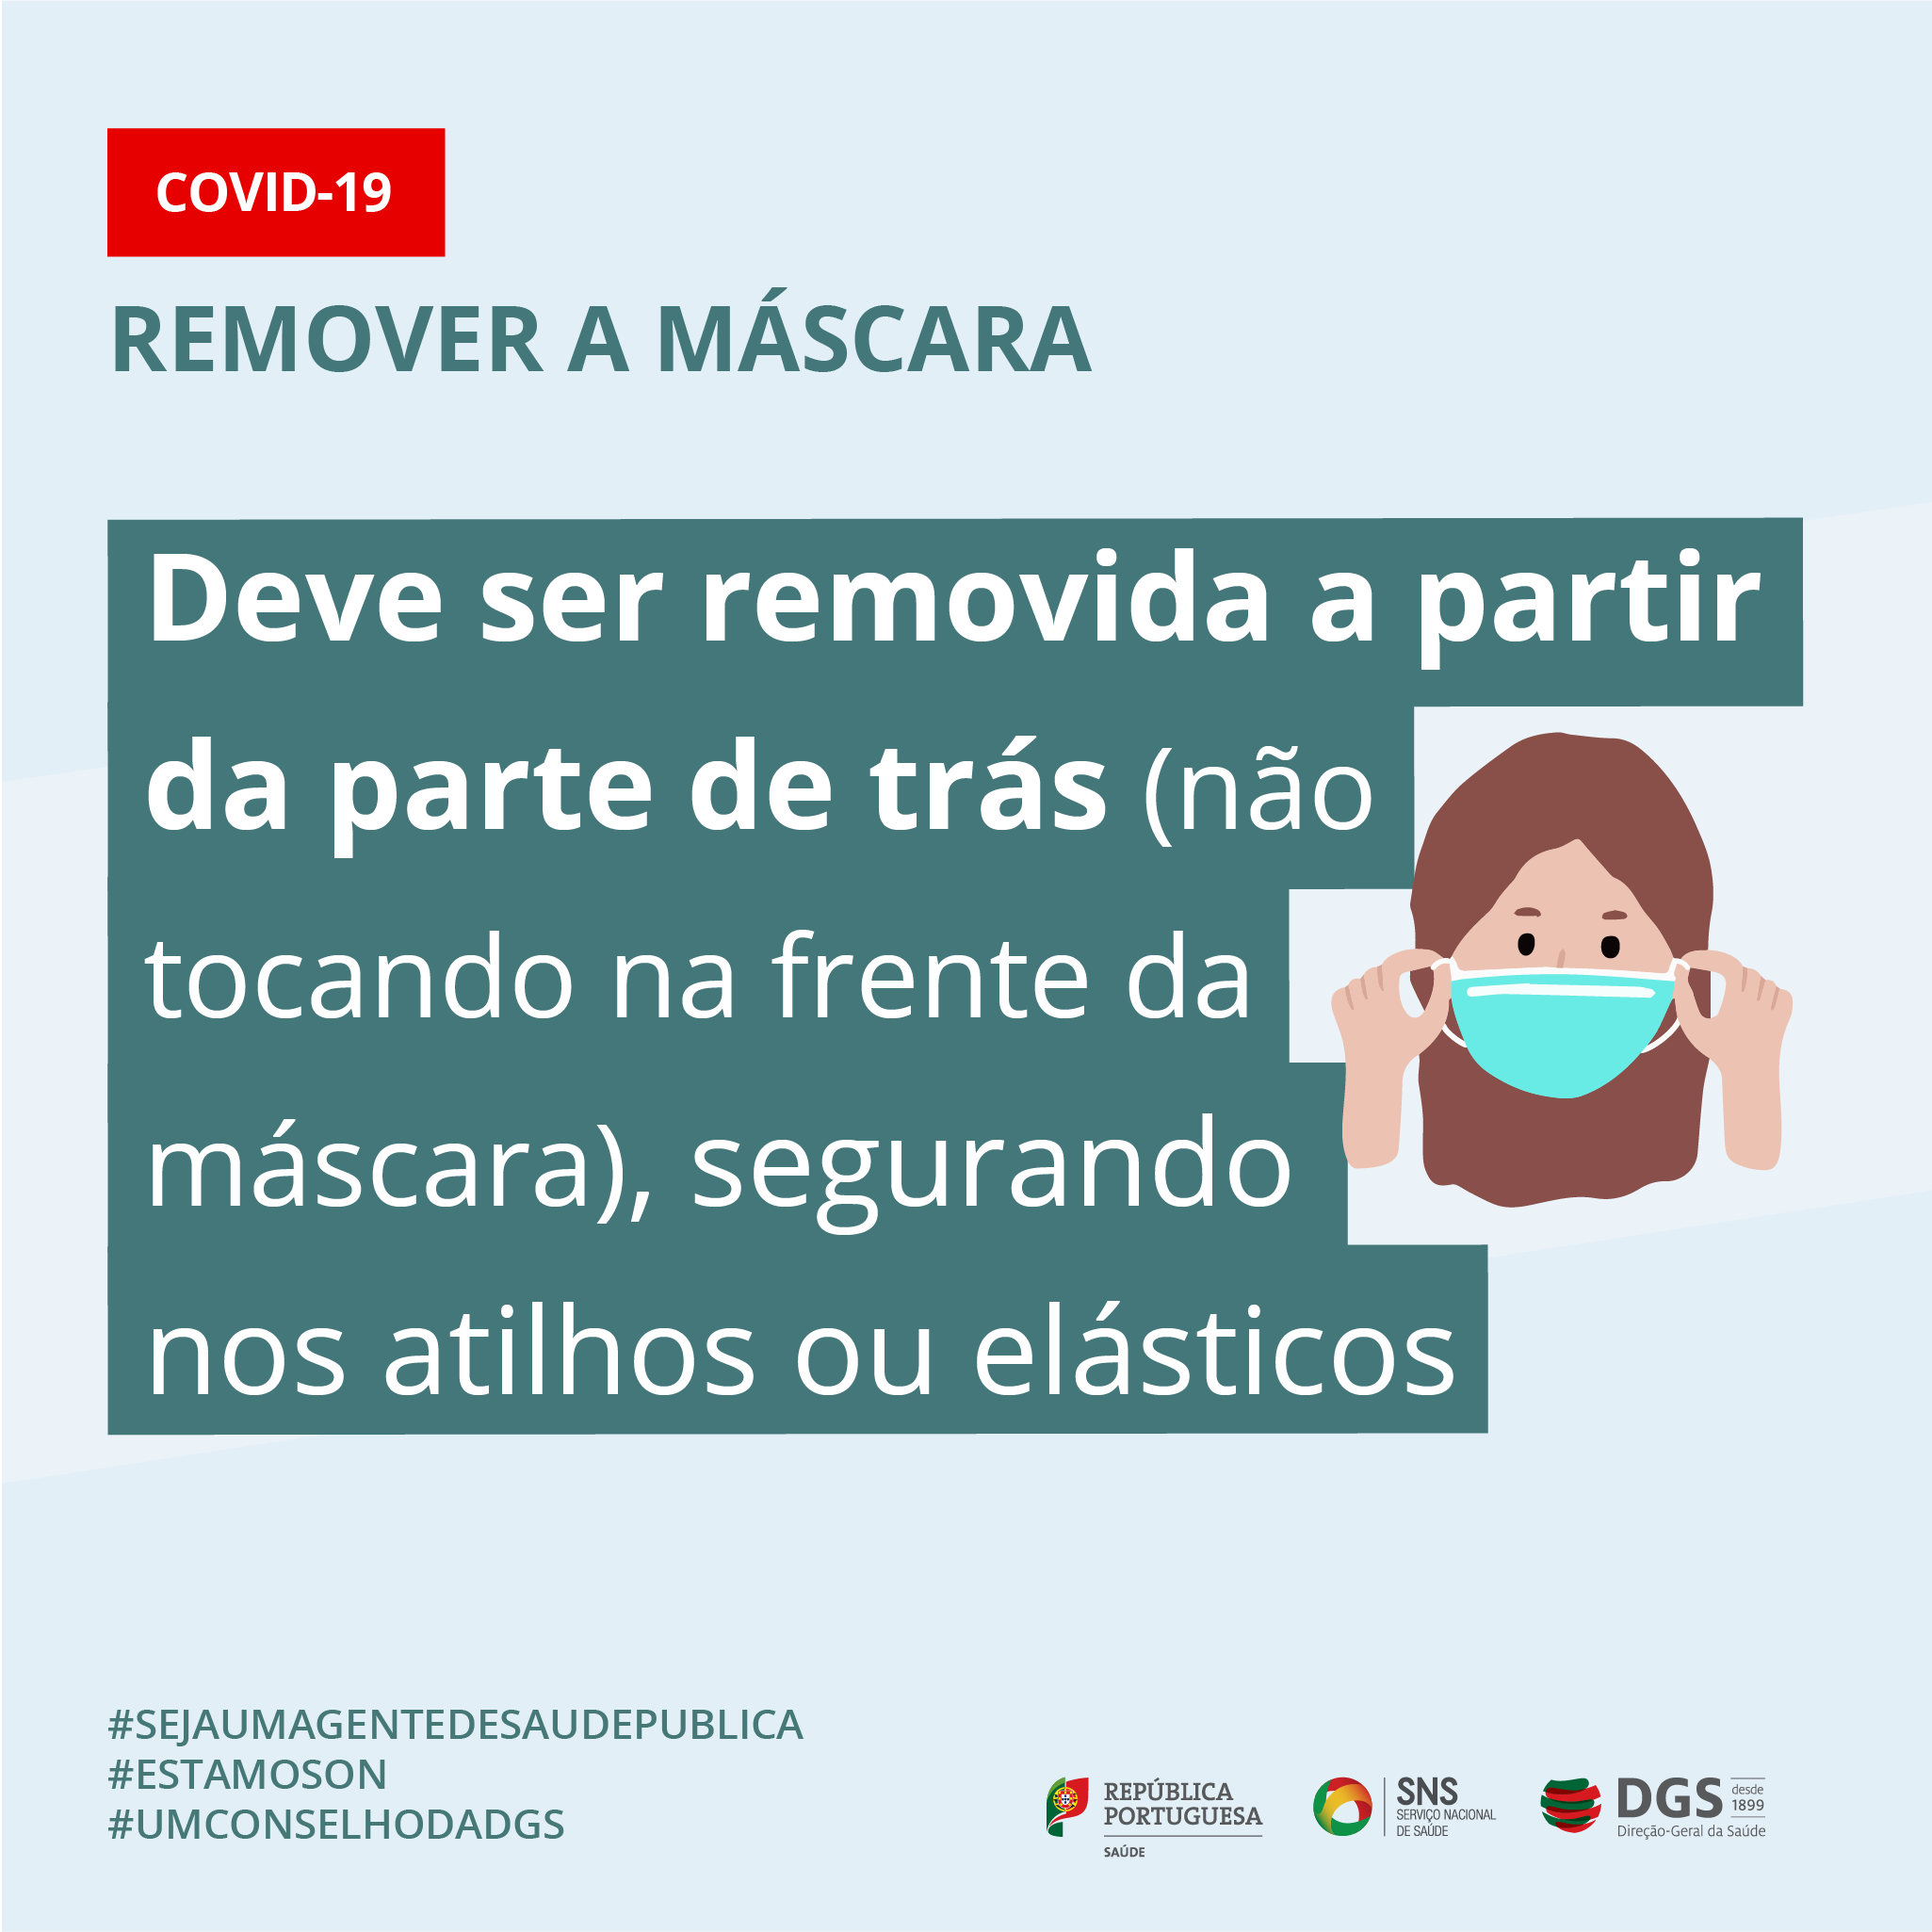 COVID-19
REMOVER A MÁSCARA
Deve ser removida a partir
da parte de trás (não
tocando na frente da
máscara), segurando
nos atilhos ou elásticos
#SEJAUMAGENTEDESAUDEPUBLICA
#ESTAMOSON
#UMCONSELHODADGS
REPÚBLICA
PORTUGUESA
SAÚDE
SNS
SERVIÇO NACIONAL
DE SAÚDE
DGS desde
1899
Direção-Geral da Saúde